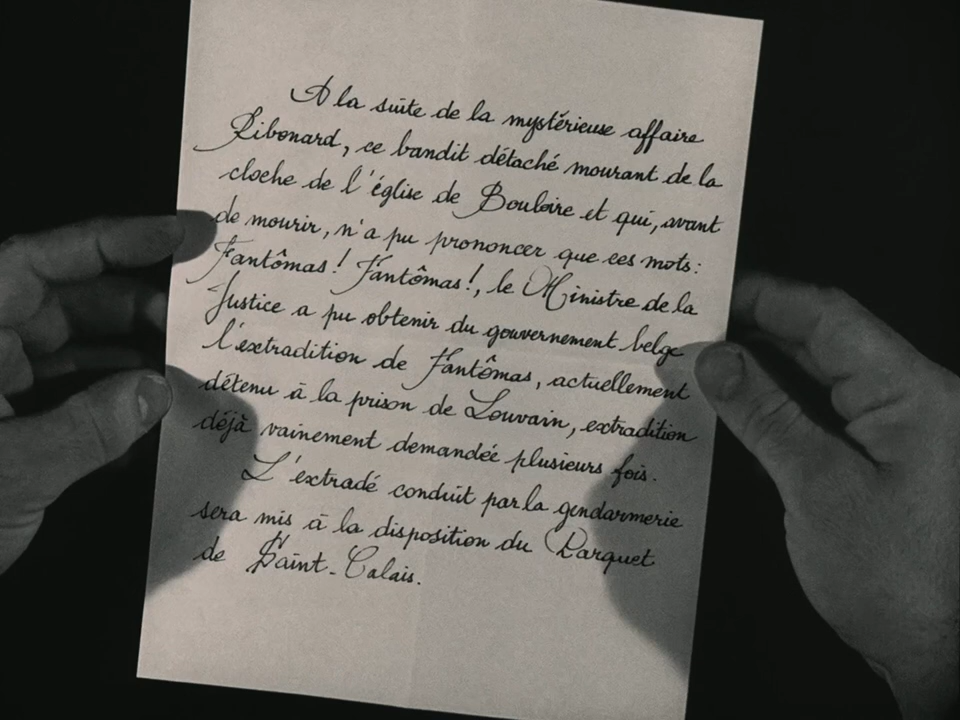 A la suite de la mystérieuse affaire
Ribonard, ce bandit détaché mourant de la
cloche de l'église de Bouloire et qui, avant
de mourir, n'a pu prononcer que ces mots:
Fantômas! Fantômas!, le Ministre de la
Justice a pu obtenir du gouvernement belge
l'extradition de Fantômas, actuellement
détenu à la prison de Louvain, extradition
déjà vainement demandée plusieurs fois.
L'extradé conduit par la gendarmerie
sera mis à la disposition du Parquet
de Saint-Calais.